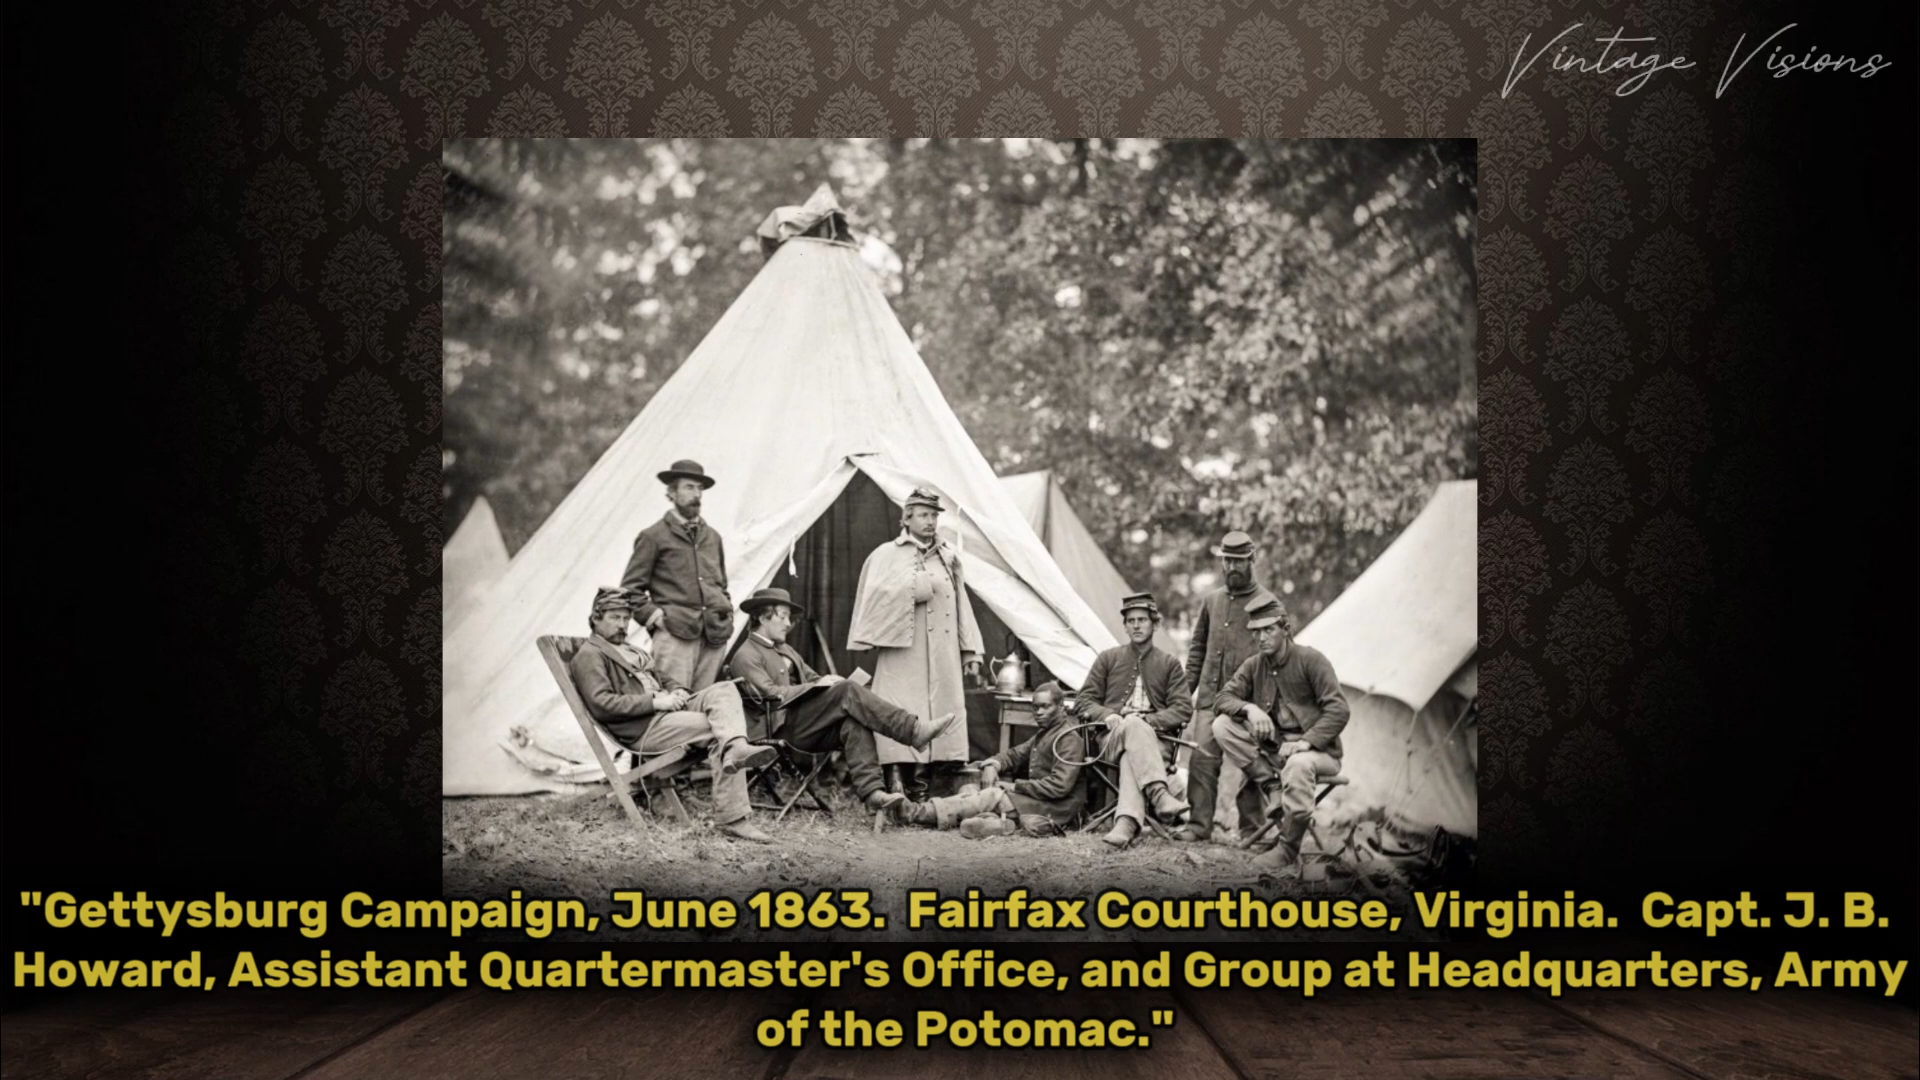 Vintage Visions
"Gettysburg Campaign, June 1863.  Fairfax Courthouse, Virginia.  Capt. J. B.
Howard, Assistant Quartermaster's Office, and Group at Headquarters, Army
of the Potomac."